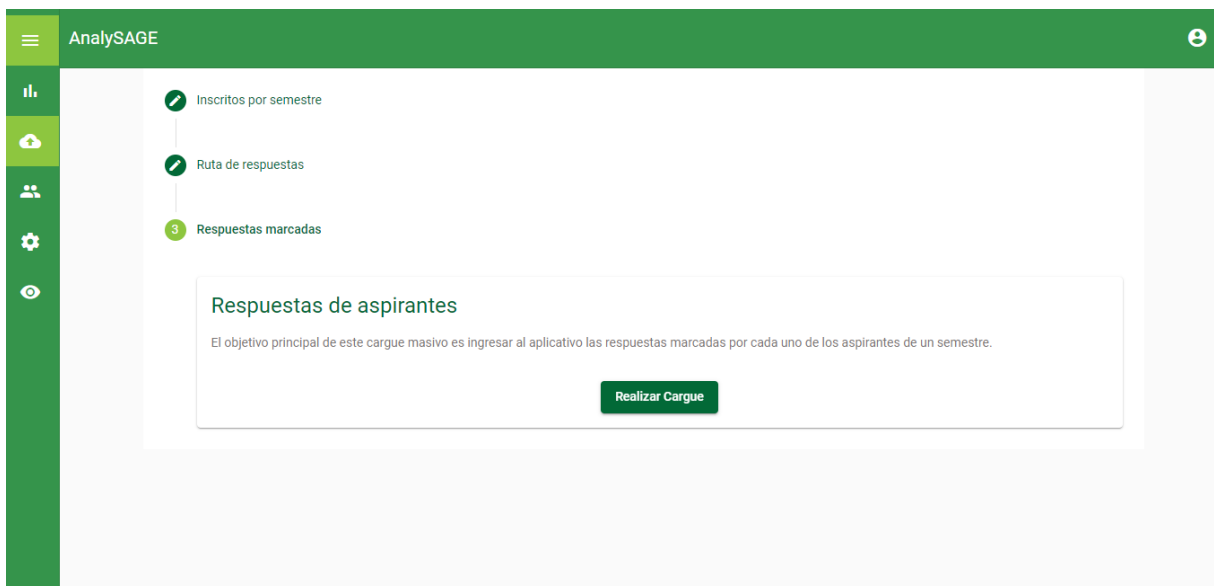 AnalySAGE
Inscritos por semestre
Ruta de respuestas
3 Respuestas marcadas
Respuestas de aspirantes
El objetivo principal de este cargue masivo es ingresar al aplicativo las respuestas marcadas por cada uno de los aspirantes de un semestre.
Realizar Cargue